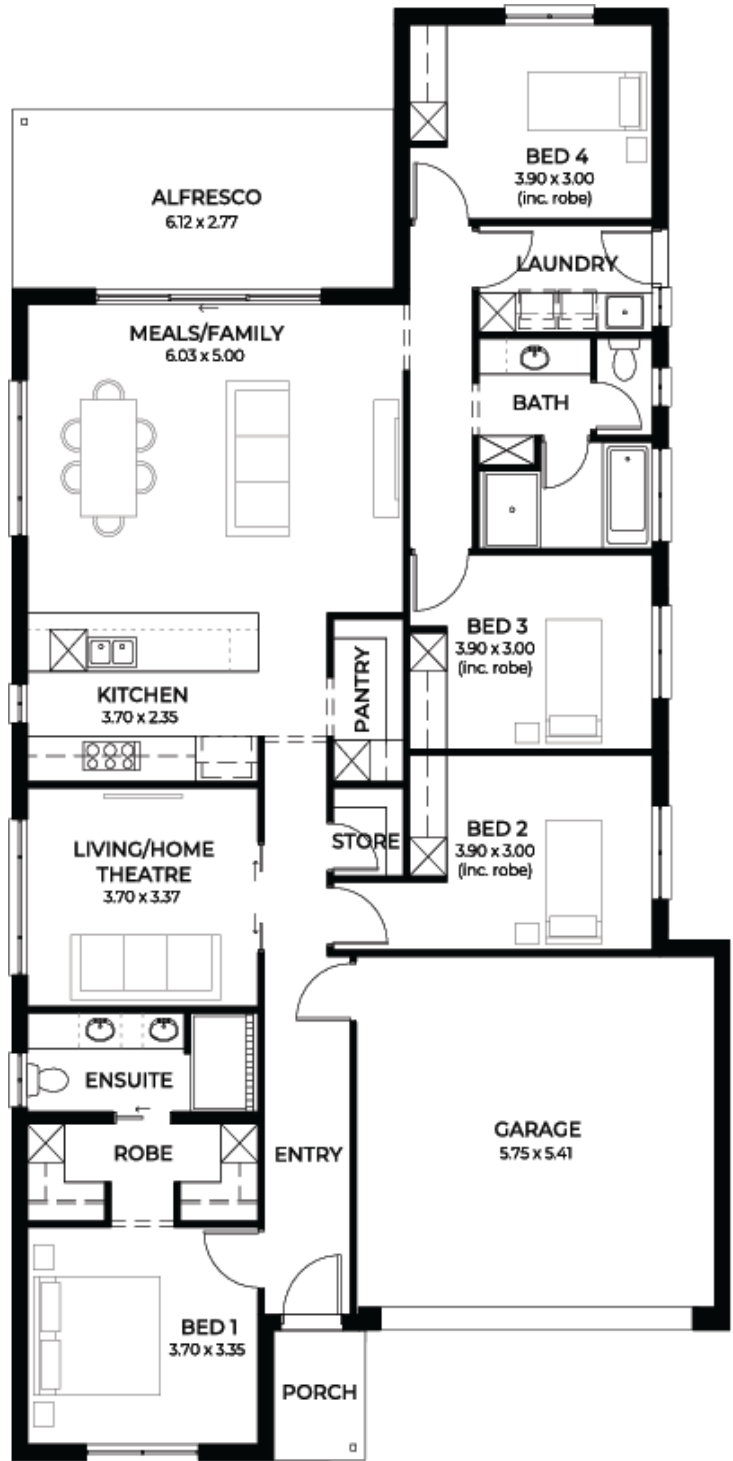 BED 4
3.90 x 3.00
(inc. robe)
ALFRESCO
6.12 x 2.77
LAUNDRY
MEALS/FAMILY
6.03 x 5.00
BATH
BED 3
3.90 x 3.00
(inc. robe)
PANTRY
KITCHEN
3.70 x 2.35
STORE
BED 2
3.90 x 3.00
(inc. robe)
LIVING/HOME
THEATRE
3.70 x 3.37
ENSUITE
ROBE
ENTRY
GARAGE
5.75 x 5.41
BED 1
3.70 x 3.35
PORCH